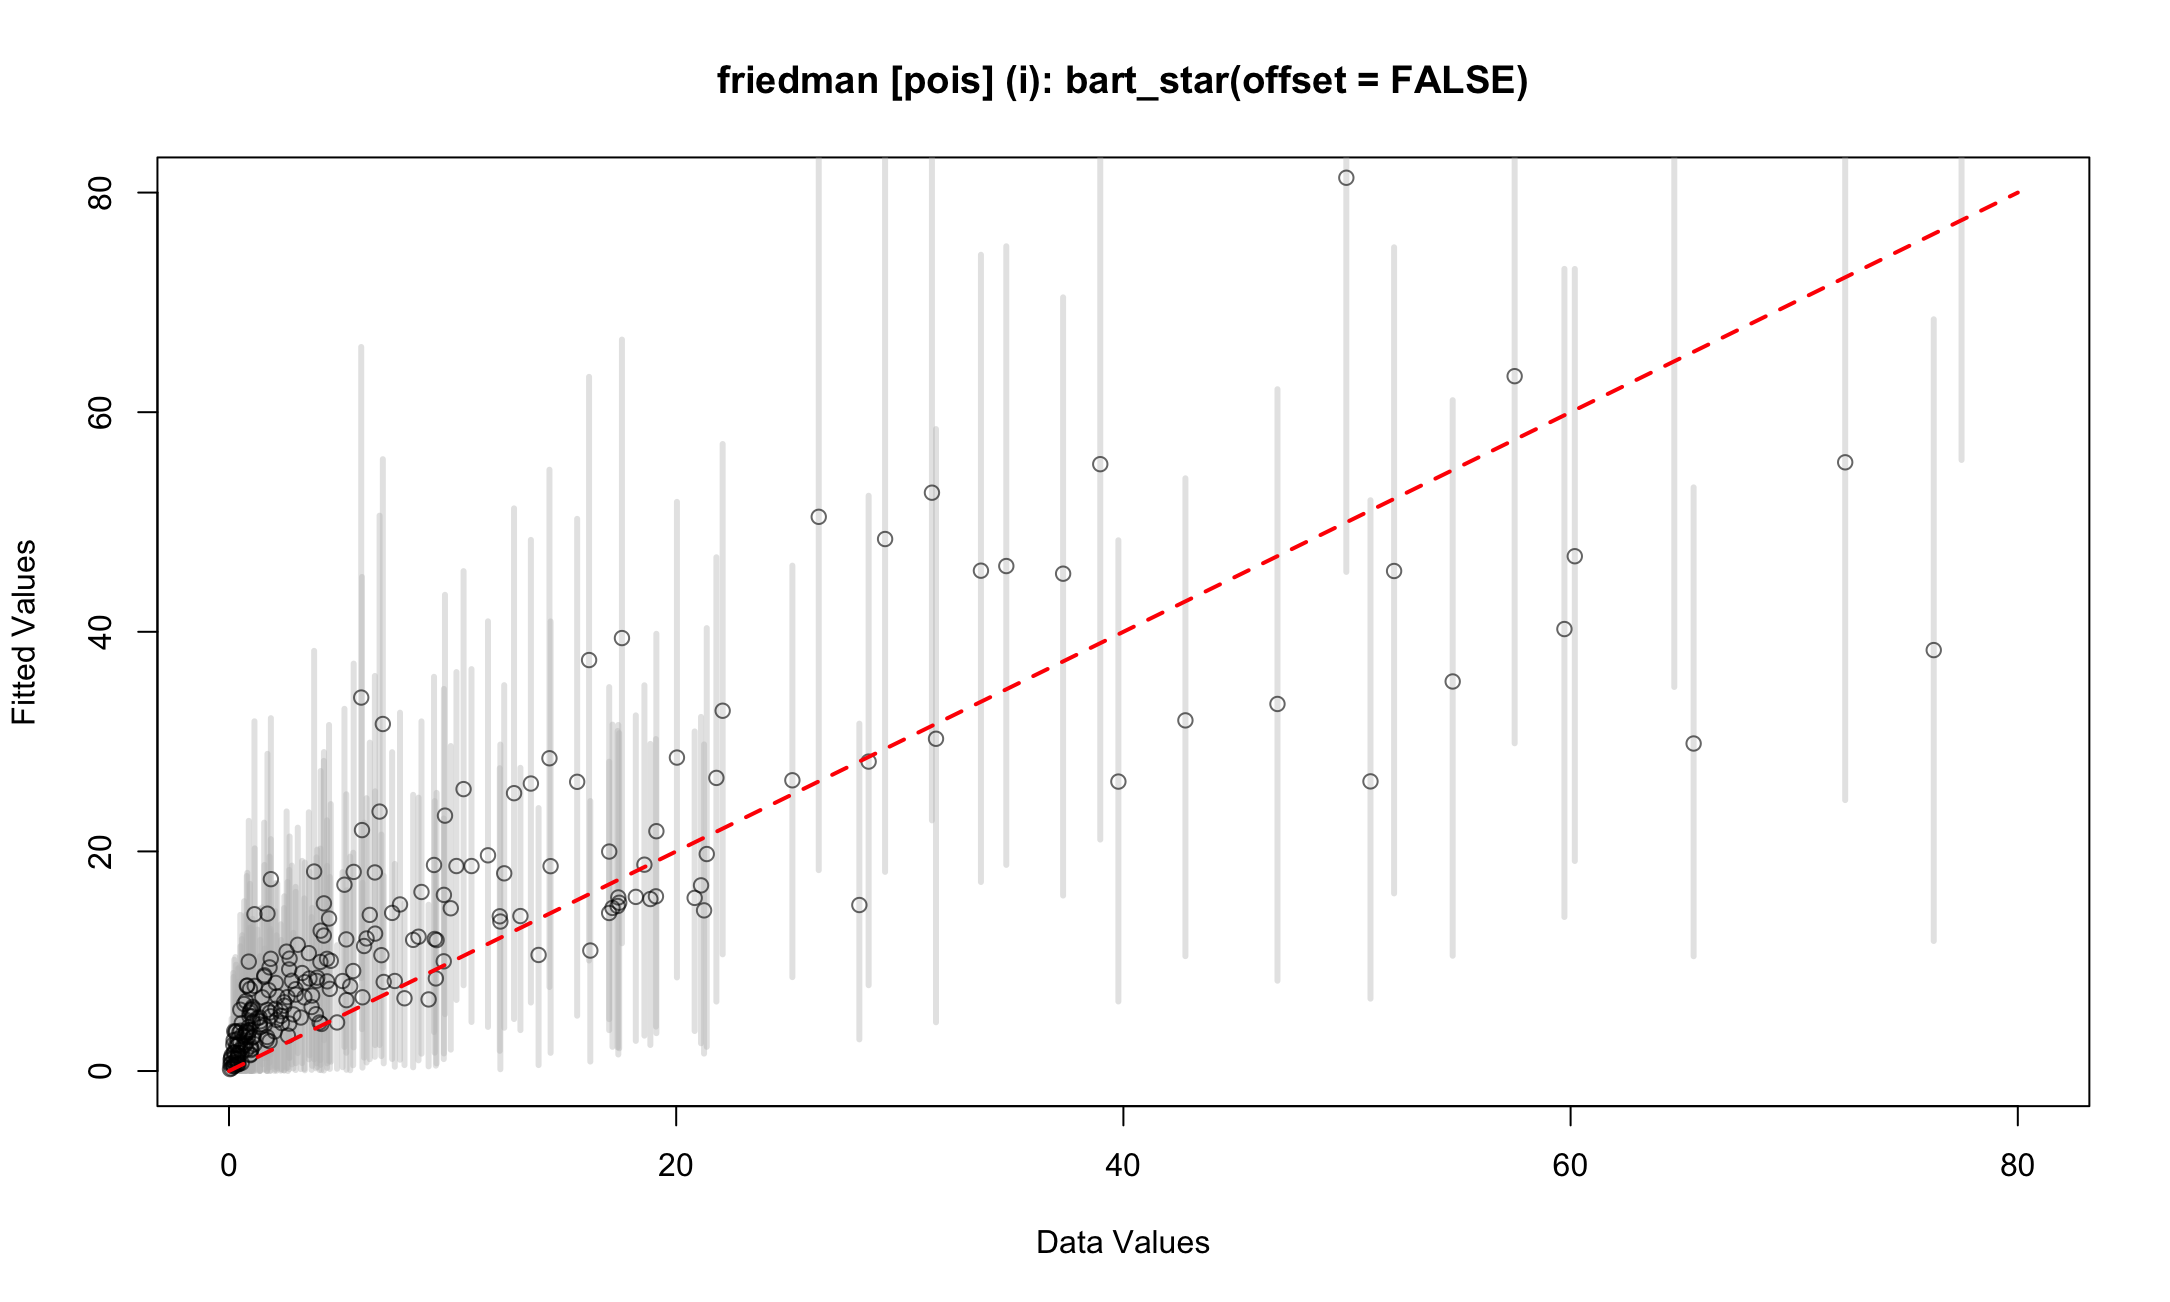 friedman [pois] (i): bart_star(offset = FALSE)
Fitted Values
80
60
40
20
0
0 20 40 60 80
Data Values